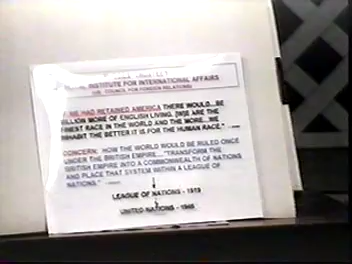 INSTITUTE FOR INTERNATIONAL AFFAIRS
(US: COUNCIL FOR FOREIGN RELATIONS)
HAD RETAINED AMERICA THERE WOULD...BE
MILLION MORE OF ENGLISH LIVING. [W]E ARE THE
FINEST RACE IN THE WORLD AND THE MORE...WE
INHABIT THE BETTER IT IS FOR THE HUMAN RACE."
CONCERN: HOW THE WORLD WOULD BE RULED ONCE
UNDER THE BRITISH EMPIRE... "TRANSFORM THE
BRITISH EMPIRE INTO A COMMONWEALTH OF NATIONS
AND PLACE THAT SYSTEM WITHIN A LEAGUE OF
NATIONS."
LEAGUE OF NATIONS - 1919
UNITED NATIONS - 1945